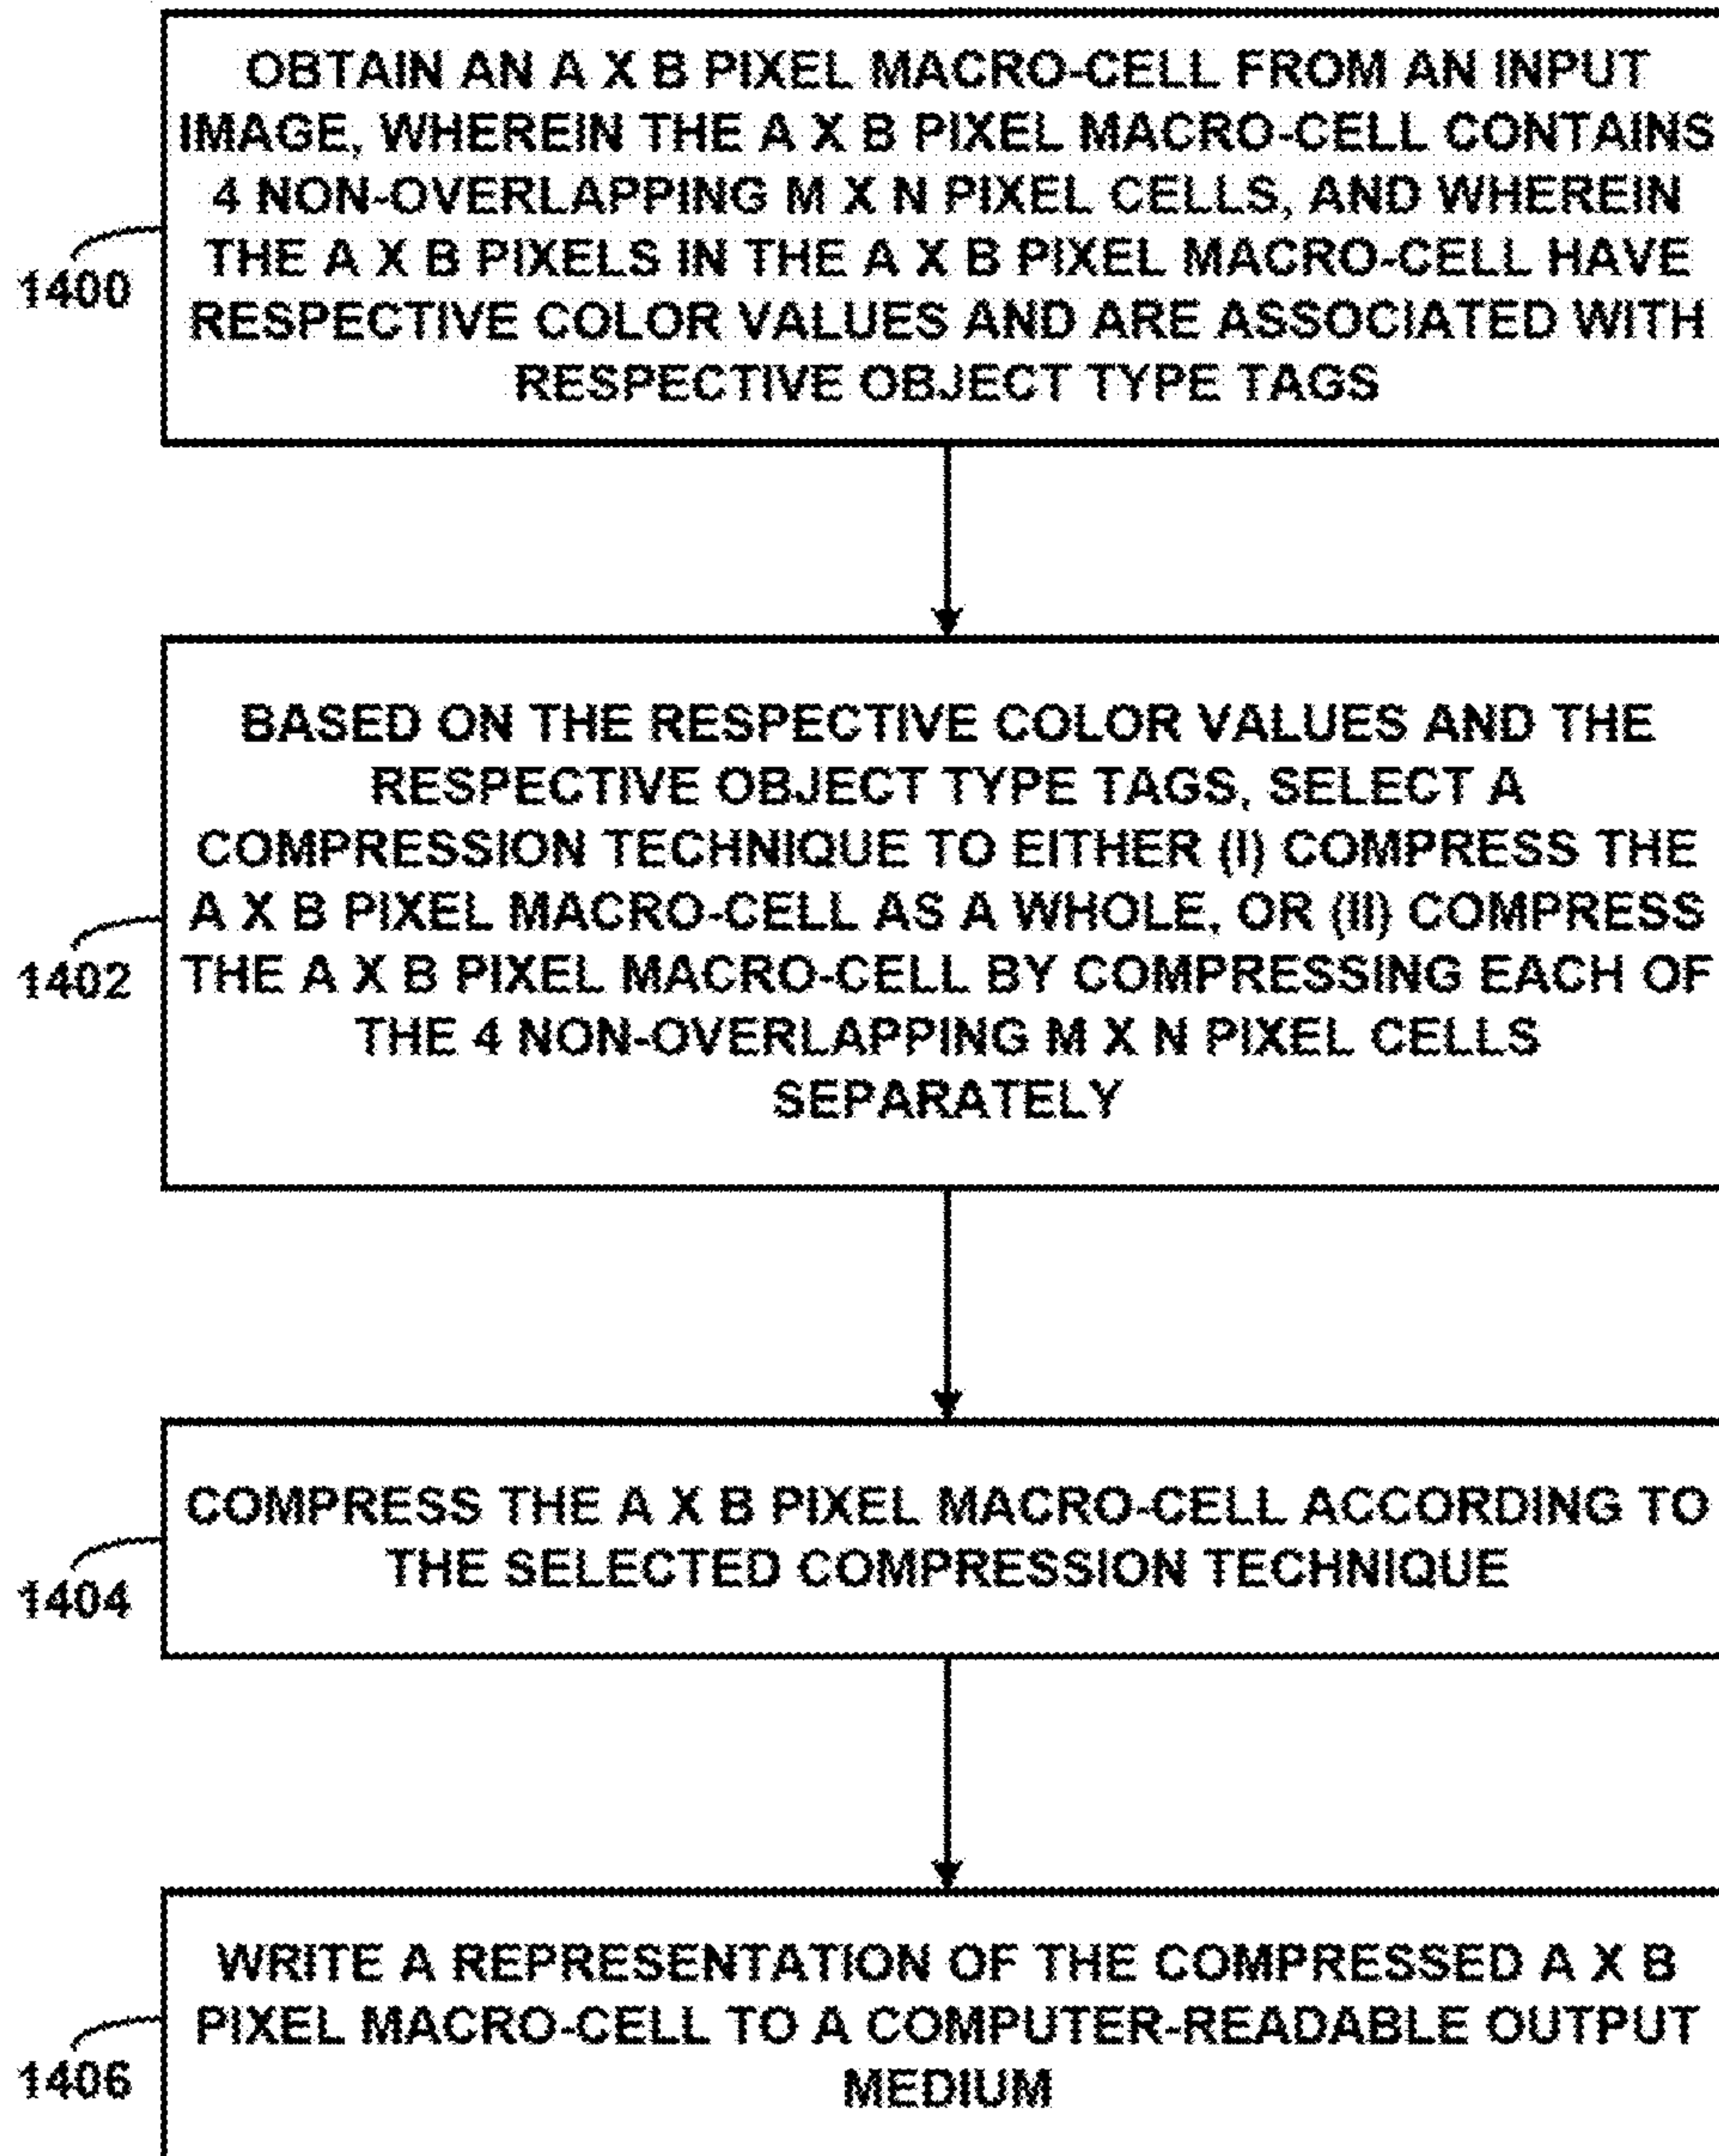 OBTAIN AN A X B PIXEL MACRO-CELL FROM AN INPUT
IMAGE, WHEREIN THE A X B PIXEL MACRO-CELL CONTAINS
4 NON-OVERLAPPING M X N PIXEL CELLS, AND WHEREIN
THE A X B PIXELS IN THE A X B PIXEL MACRO-CELL HAVE
RESPECTIVE COLOR VALUES AND ARE ASSOCIATED WITH
RESPECTIVE OBJECT TYPE TAGS
1400
BASED ON THE RESPECTIVE COLOR VALUES AND THE
RESPECTIVE OBJECT TYPE TAGS, SELECT A
COMPRESSION TECHNIQUE TO EITHER (I) COMPRESS THE
A X B PIXEL MACRO-CELL AS A WHOLE, OR (II) COMPRESS
THE A X B PIXEL MACRO-CELL BY COMPRESSING EACH OF
THE 4 NON-OVERLAPPING M X N PIXEL CELLS
SEPARATELY
1402
COMPRESS THE A X B PIXEL MACRO-CELL ACCORDING TO
THE SELECTED COMPRESSION TECHNIQUE
1404
WRITE A REPRESENTATION OF THE COMPRESSED A X B
PIXEL MACRO-CELL TO A COMPUTER-READABLE OUTPUT
MEDIUM
1406